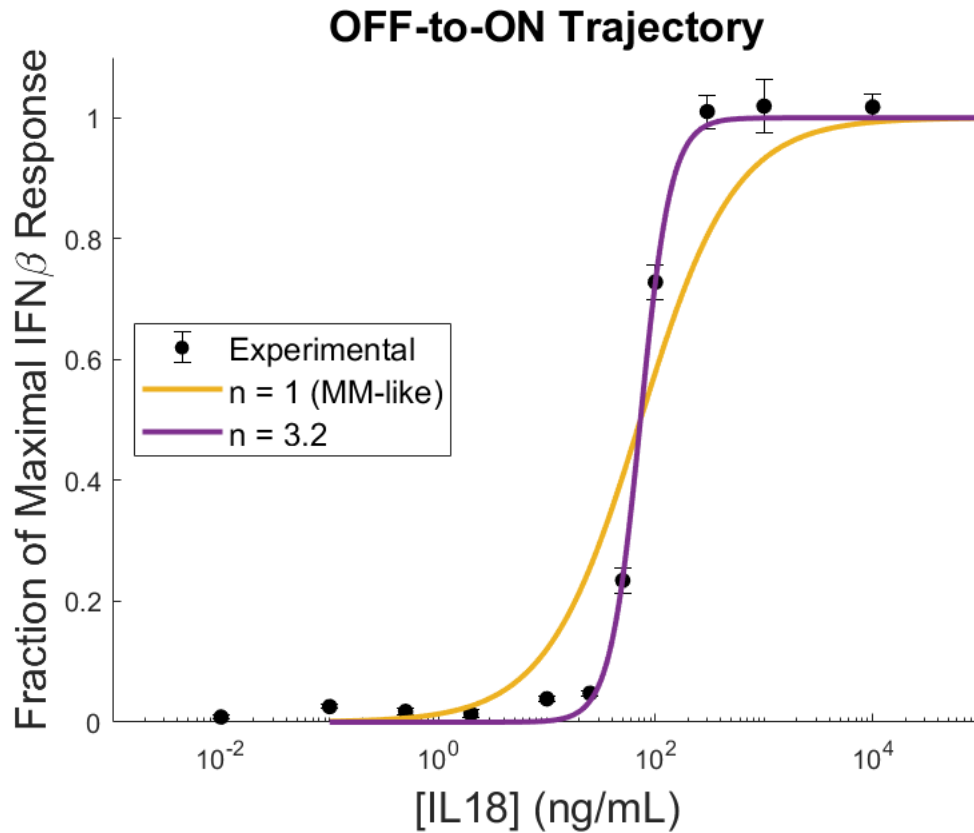 OFF-to-ON Trajectory
Fraction of Maximal IFNβ Response
1
0.8
0.6
0.4
0.2
0
Experimental
n = 1 (MM-like)
n = 3.2
10^-2
10^0
10^2
10^4
[IL18] (ng/mL)